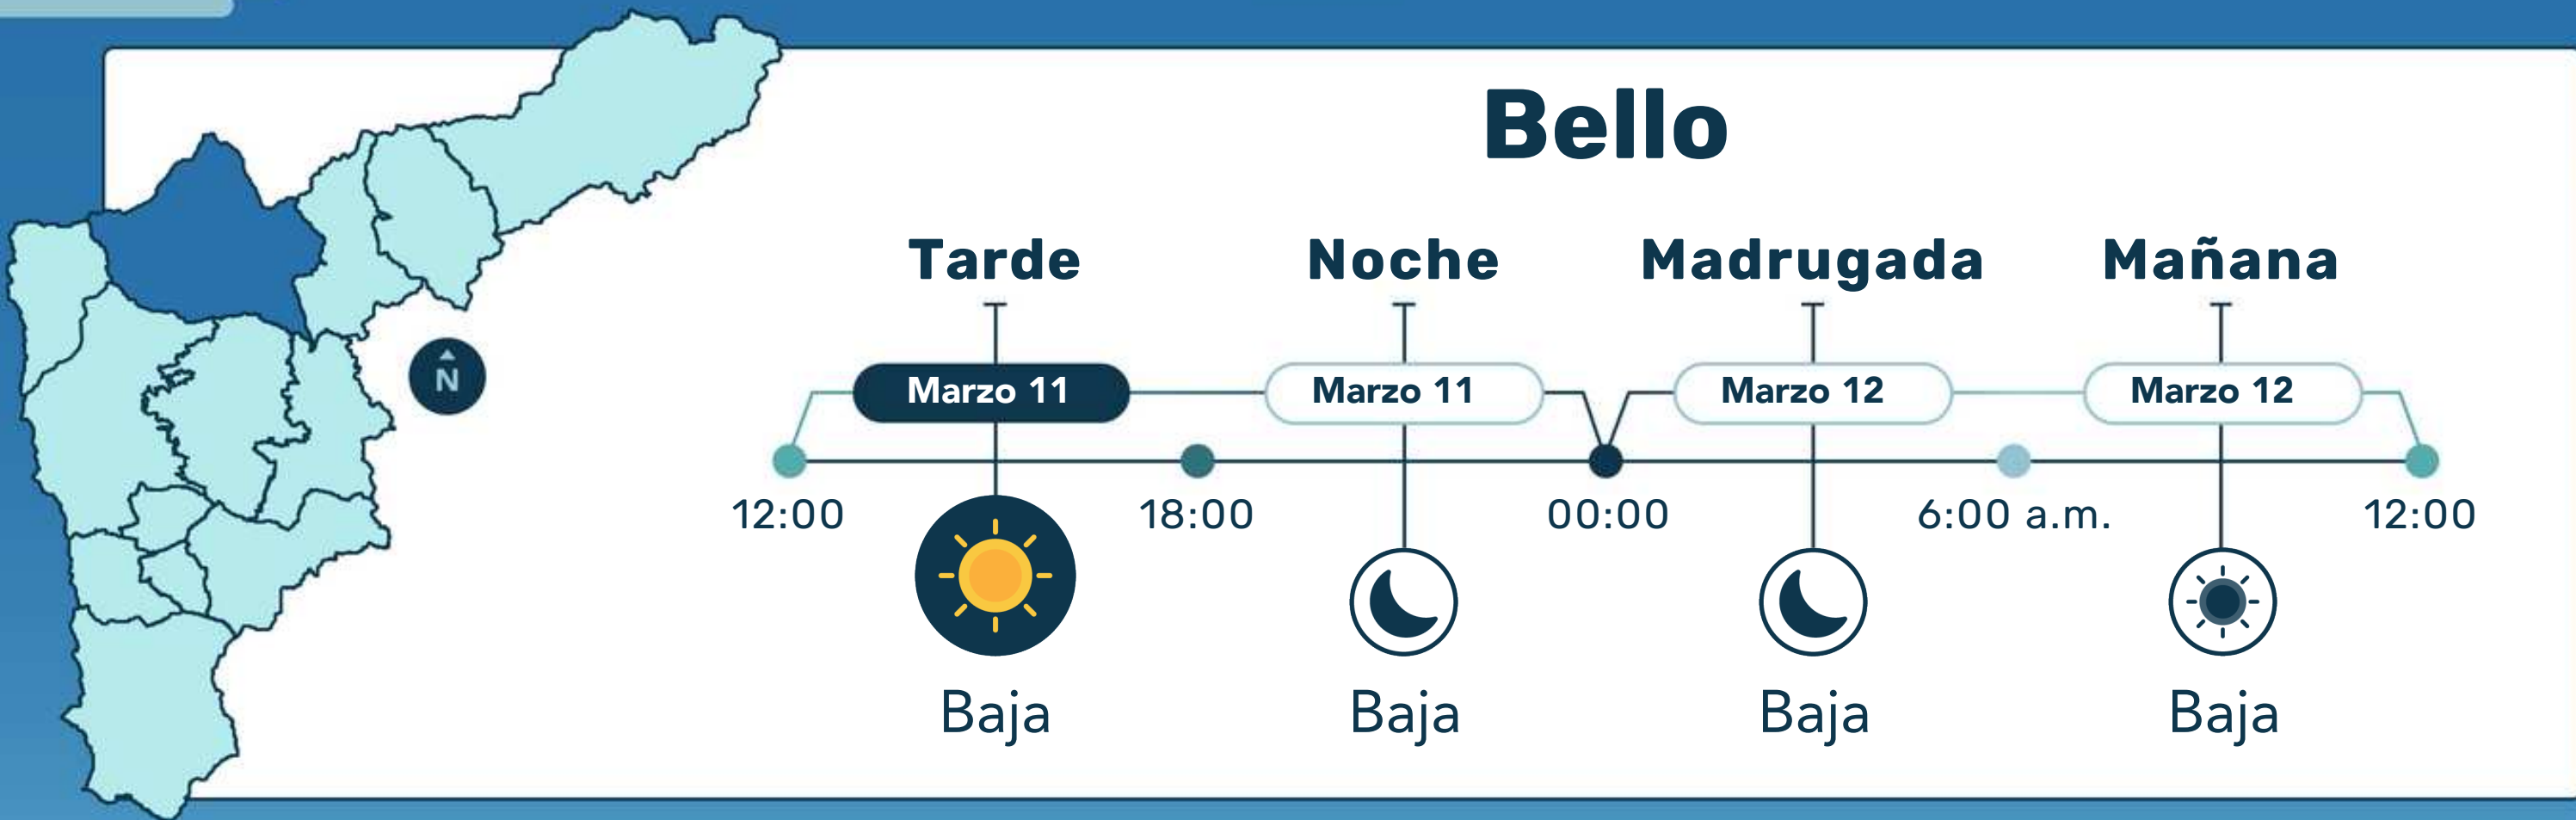 Bello
Tarde Noche Madrugada Mañana
Marzo 11 Marzo 11 Marzo 12 Marzo 12
N
12:00 18:00 00:00 6:00 a.m. 12:00
Baja Baja Baja Baja